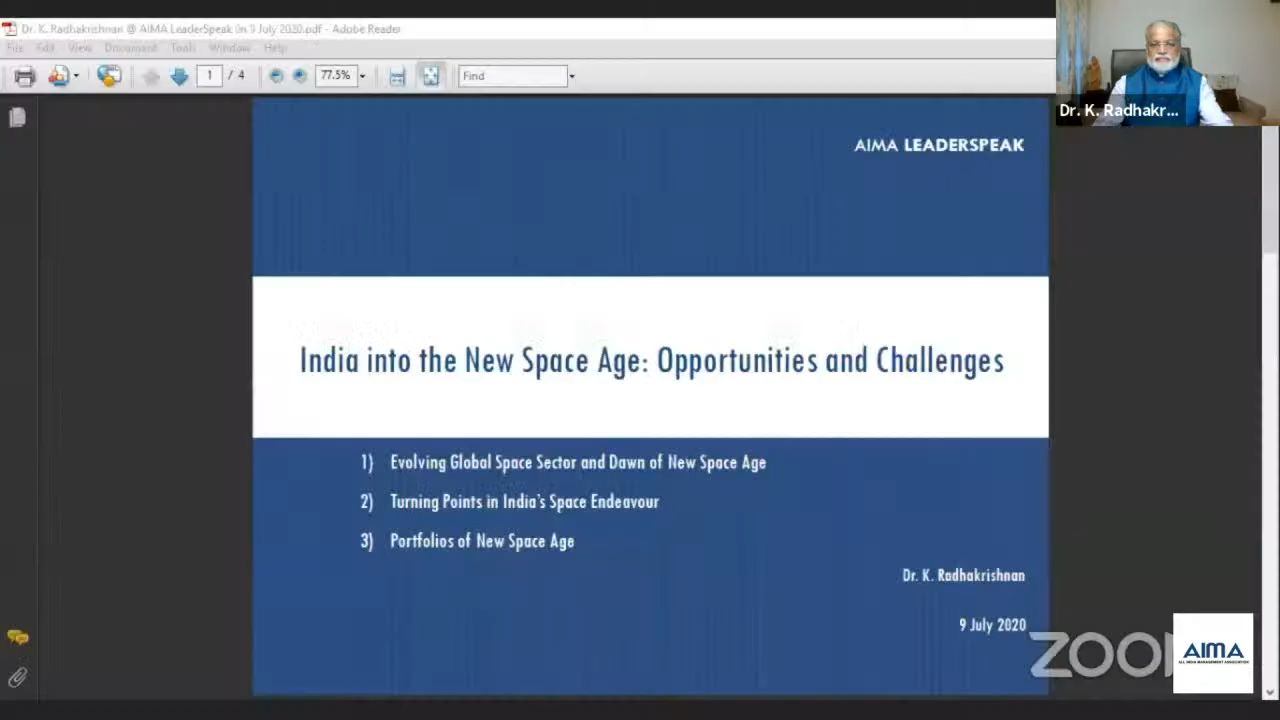 Dr. K. Radhakrishnan @ AIMA LeaderSpeak on 9 July 2020.pdf - Adobe Reader
File Edit View Document Tools Window Help
1 / 4 77.5% Find
Dr. K. Radhakr...
AIMA LEADERSPEAK
India into the New Space Age: Opportunities and Challenges
1) Evolving Global Space Sector and Dawn of New Space Age
2) Turning Points in India's Space Endeavour
3) Portfolios of New Space Age
Dr. K. Radhakrishnan
9 July 2020
ZOO
AIMA
ALL INDIA MANAGEMENT ASSOCIATION